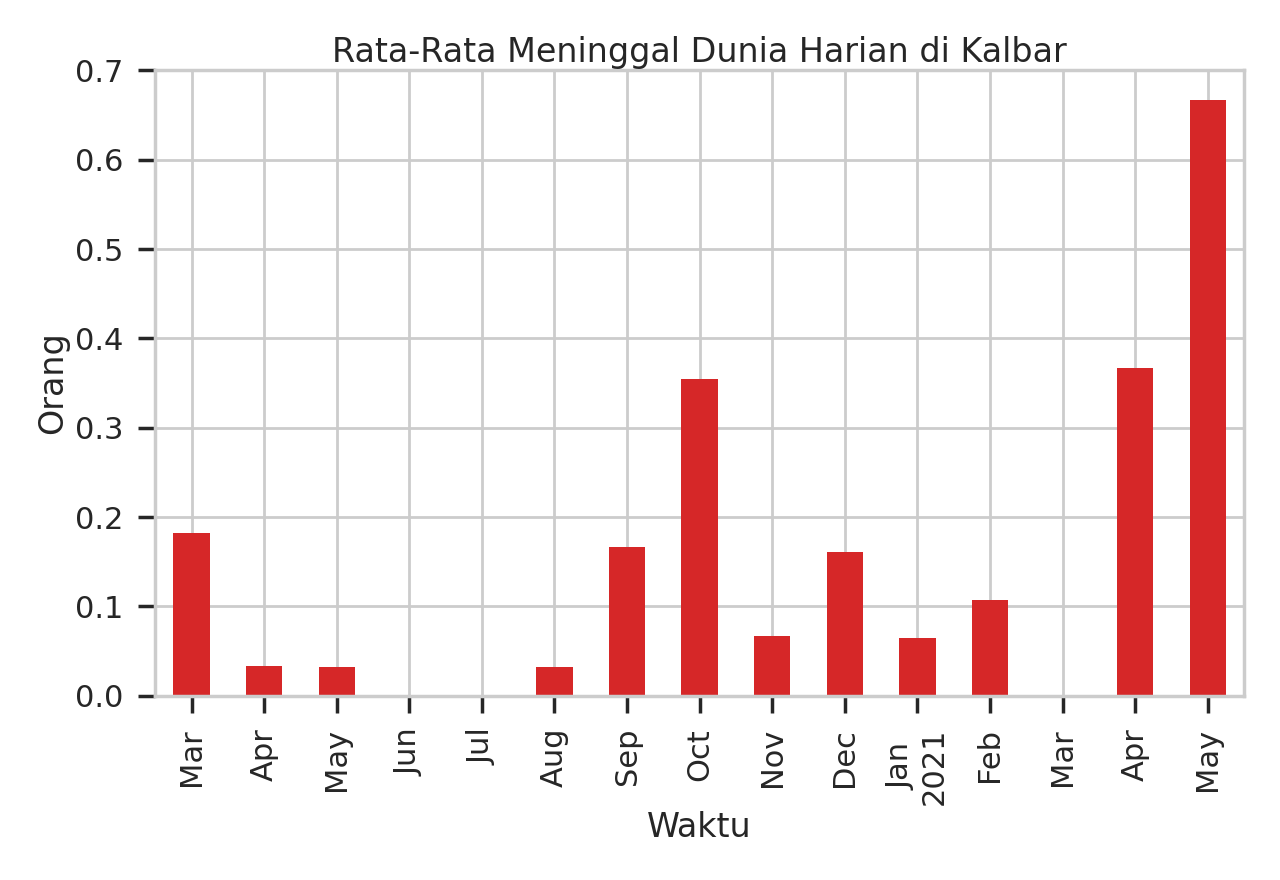 Rata-Rata Meninggal Dunia Harian di Kalbar
0.7
0.6
0.5
0.4
0.3
0.2
0.1
0.0
Orang
Mar
Apr
May
Jun
Jul
Aug
Sep
Oct
Nov
Dec
Jan
2021
Feb
Mar
Apr
May
Waktu